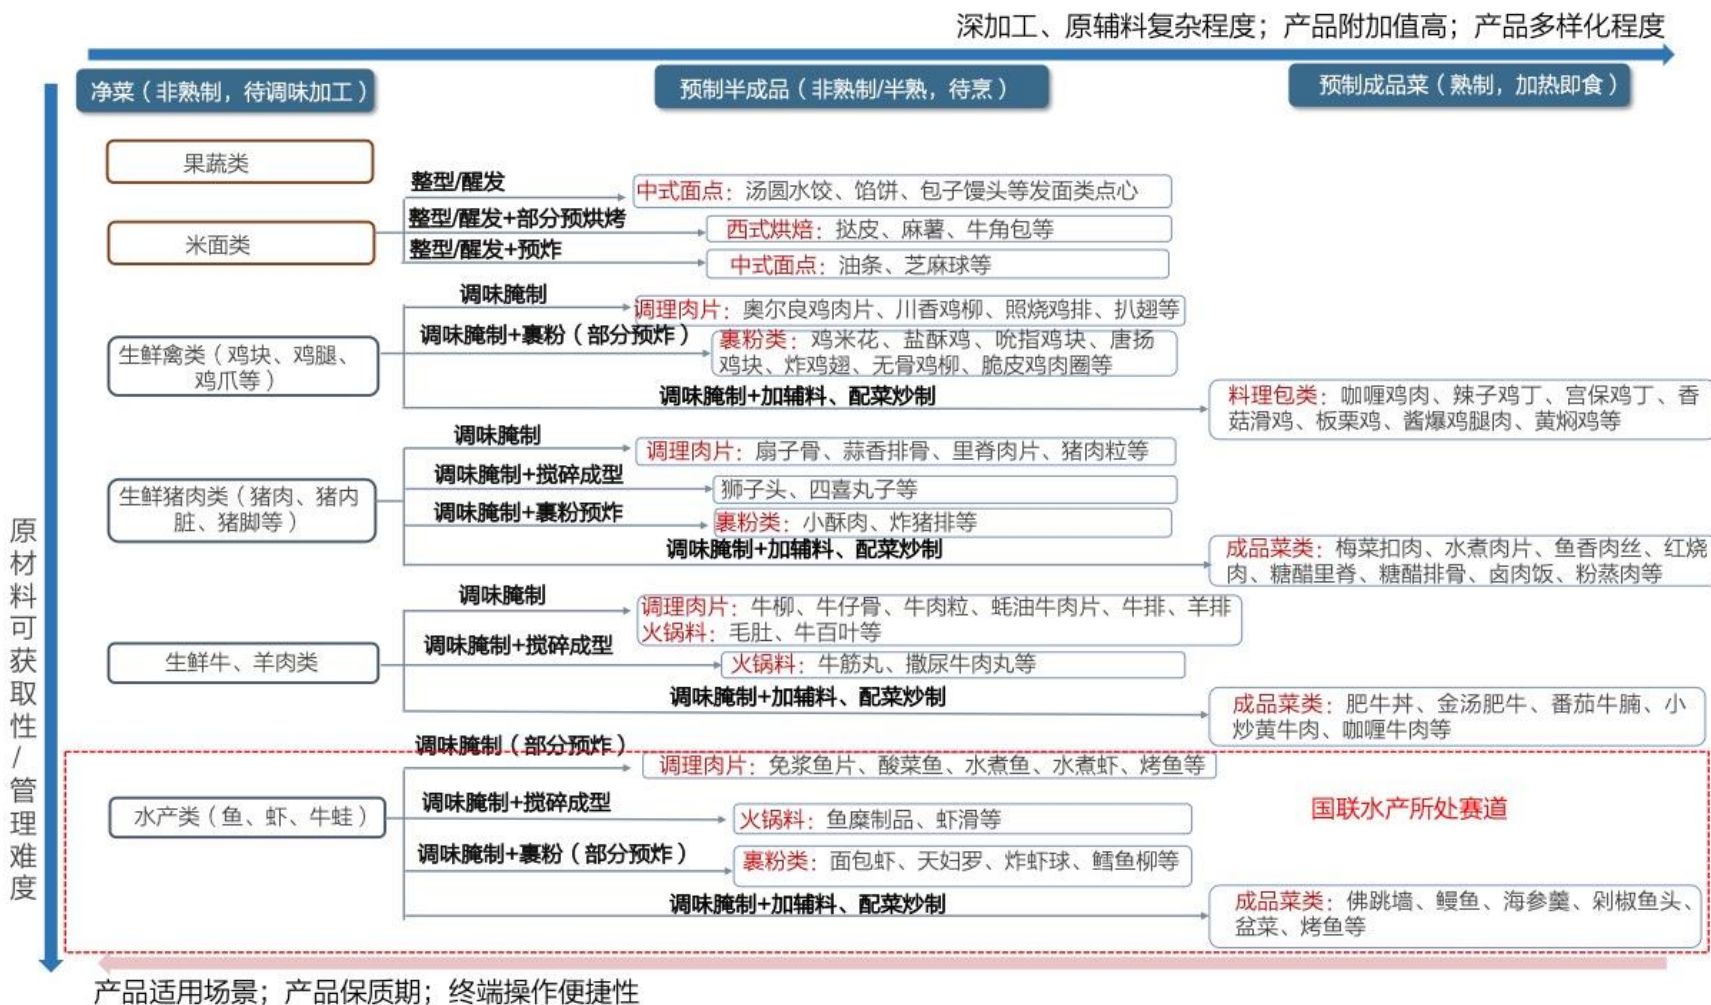 深加工、原辅料复杂程度；产品附加值高；产品多样化程度
净菜（非熟制，待调味加工）
预制半成品（非熟制/半熟，待烹）
预制成品菜（熟制，加热即食）
果蔬类
整型/醒发
中式面点：汤圆水饺、馅饼、包子馒头等发面类点心
米面类
整型/醒发+部分预烘烤
西式烘焙：挞皮、麻薯、牛角包等
整型/醒发+预炸
中式面点：油条、芝麻球等
调味腌制
调理肉片：奥尔良鸡肉片、川香鸡柳、照烧鸡排、扒翅等
生鲜禽类（鸡块、鸡腿、
鸡爪等）
调味腌制+裹粉（部分预炸）
裹粉类：鸡米花、盐酥鸡、吮指鸡块、唐扬
鸡块、炸鸡翅、无骨鸡柳、脆皮鸡肉圈等
调味腌制+加辅料、配菜炒制
料理包类：咖喱鸡肉、辣子鸡丁、宫保鸡丁、香
菇滑鸡、板栗鸡、酱爆鸡腿肉、黄焖鸡等
调味腌制
调理肉片：扇子骨、蒜香排骨、里脊肉片、猪肉粒等
生鲜猪肉类（猪肉、猪内
脏、猪脚等）
调味腌制+搅碎成型
狮子头、四喜丸子等
调味腌制+裹粉预炸
裹粉类：小酥肉、炸猪排等
调味腌制+加辅料、配菜炒制
成品菜类：梅菜扣肉、水煮肉片、鱼香肉丝、红烧
肉、糖醋里脊、糖醋排骨、卤肉饭、粉蒸肉等
调味腌制
调理肉片：牛柳、牛仔骨、牛肉粒、蚝油牛肉片、牛排、羊排
火锅料：毛肚、牛百叶等
生鲜牛、羊肉类
调味腌制+搅碎成型
火锅料：牛筋丸、撒尿牛肉丸等
调味腌制+加辅料、配菜炒制
成品菜类：肥牛丼、金汤肥牛、番茄牛腩、小
炒黄牛肉、咖喱牛肉等
调味腌制（部分预炸）
调理肉片：免浆鱼片、酸菜鱼、水煮鱼、水煮虾、烤鱼等
水产类（鱼、虾、牛蛙）
调味腌制+搅碎成型
火锅料：鱼糜制品、虾滑等
国联水产所处赛道
调味腌制+裹粉（部分预炸）
裹粉类：面包虾、天妇罗、炸虾球、鳕鱼柳等
调味腌制+加辅料、配菜炒制
成品菜类：佛跳墙、鳗鱼、海参羹、剁椒鱼头、
盆菜、烤鱼等
原材料可获取性/管理难度
产品适用场景；产品保质期；终端操作便捷性